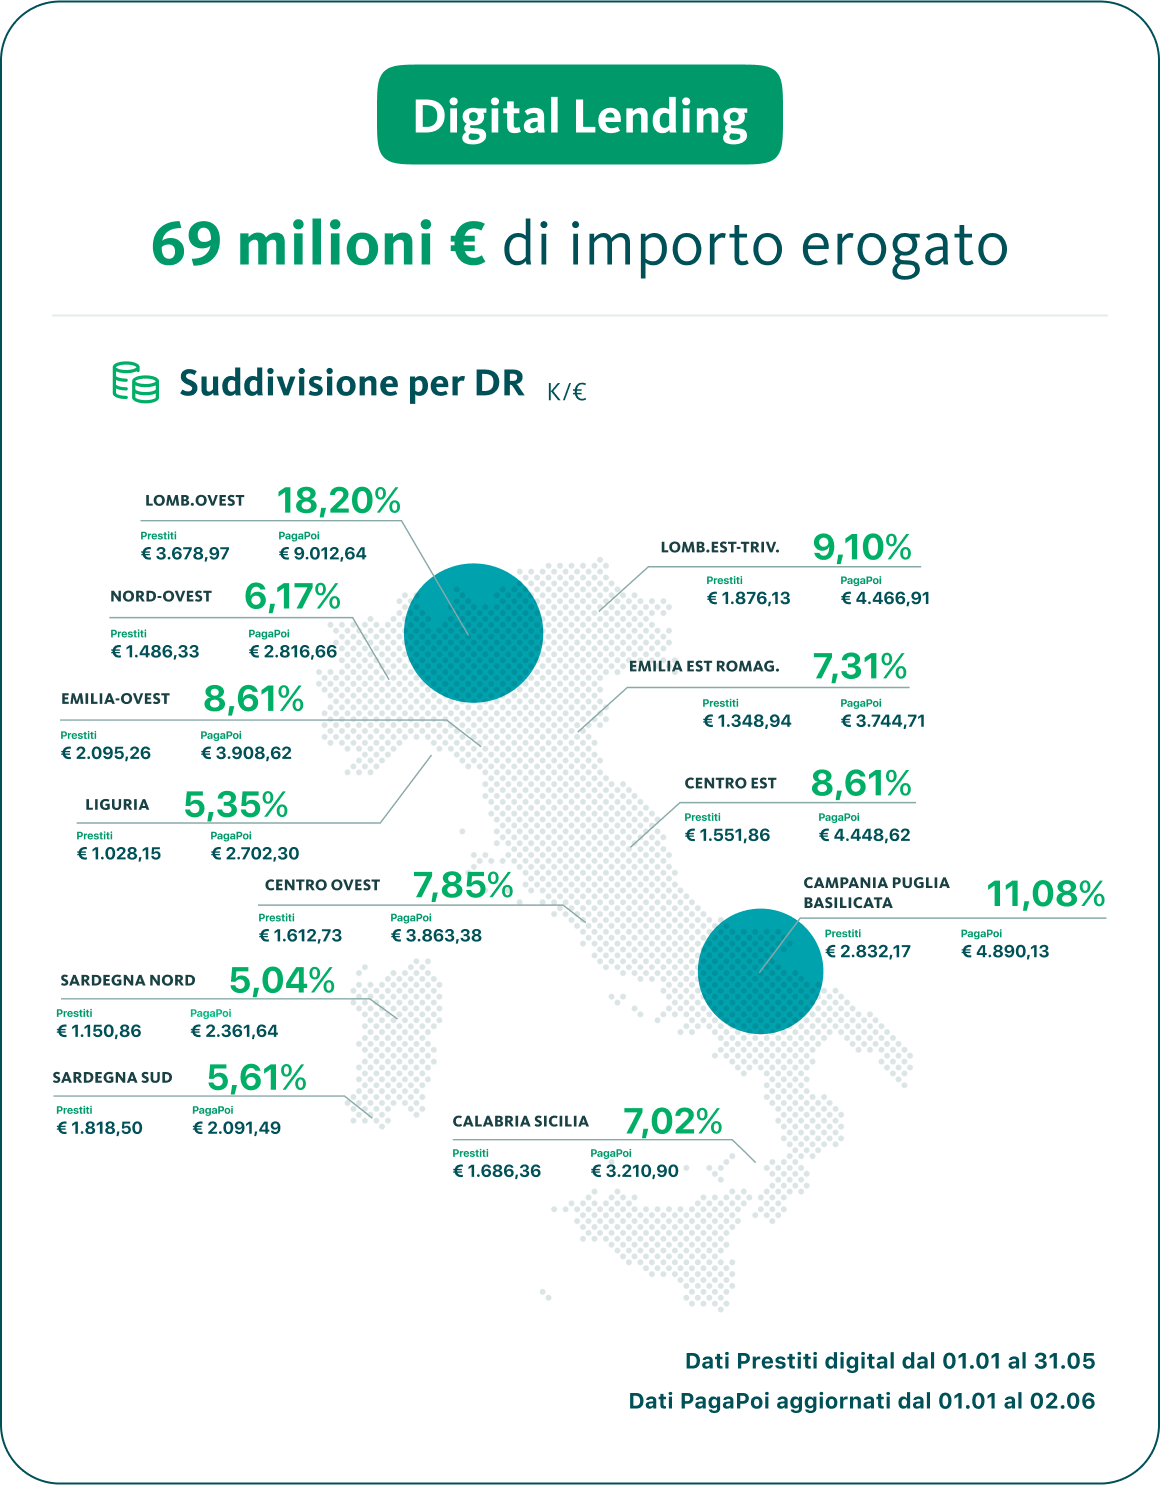 Digital Lending
69 milioni € di importo erogato
Suddivisione per DR K/€
LOMB.OVEST 18,20%
Prestiti PagaPoi
€ 3.678,97 € 9.012,64
NORD-OVEST 6,17%
Prestiti PagaPoi
€ 1.486,33 € 2.816,66
EMILIA-OVEST 8,61%
Prestiti PagaPoi
€ 2.095,26 € 3.908,62
LIGURIA 5,35%
Prestiti PagaPoi
€ 1.028,15 € 2.702,30
CENTRO OVEST 7,85%
Prestiti PagaPoi
€ 1.612,73 € 3.863,38
SARDEGNA NORD 5,04%
Prestiti PagaPoi
€ 1.150,86 € 2.361,64
SARDEGNA SUD 5,61%
Prestiti PagaPoi
€ 1.818,50 € 2.091,49
LOMB.EST-TRIV. 9,10%
Prestiti PagaPoi
€ 1.876,13 € 4.466,91
EMILIA EST ROMAG. 7,31%
Prestiti PagaPoi
€ 1.348,94 € 3.744,71
CENTRO EST 8,61%
Prestiti PagaPoi
€ 1.551,86 € 4.448,62
CAMPANIA PUGLIA
BASILICATA 11,08%
Prestiti PagaPoi
€ 2.832,17 € 4.890,13
CALABRIA SICILIA 7,02%
Prestiti PagaPoi
€ 1.686,36 € 3.210,90
Dati Prestiti digital dal 01.01 al 31.05
Dati PagaPoi aggiornati dal 01.01 al 02.06